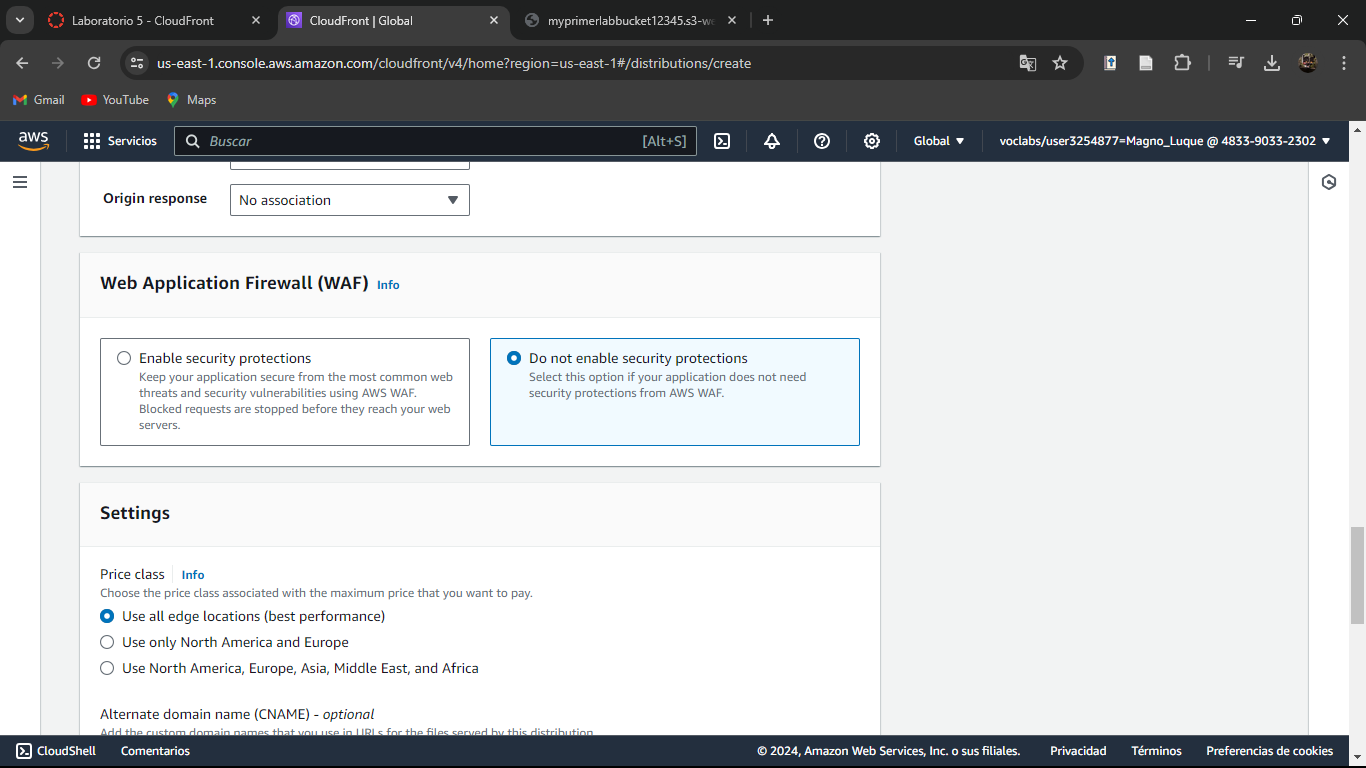 Laboratorio 5 - CloudFront
CloudFront | Global
myprimerlabbucket12345.s3-we
us-east-1.console.aws.amazon.com/cloudfront/v4/home?region=us-east-1#/distributions/create
Gmail
YouTube
Maps
aws
Servicios
Buscar
[Alt+S]
Global
voclabs/user3254877=Magno_Luque @ 4833-9033-2302
Origin response
No association
Web Application Firewall (WAF) Info
Enable security protections
Keep your application secure from the most common web
threats and security vulnerabilities using AWS WAF.
Blocked requests are stopped before they reach your web
servers.
Do not enable security protections
Select this option if your application does not need
security protections from AWS WAF.
Settings
Price class Info
Choose the price class associated with the maximum price that you want to pay.
Use all edge locations (best performance)
Use only North America and Europe
Use North America, Europe, Asia, Middle East, and Africa
Alternate domain name (CNAME) - optional
Add the custom domain names that you use in URLs for the files served by this distribution.
CloudShell
Comentarios
© 2024, Amazon Web Services, Inc. o sus filiales.
Privacidad
Términos
Preferencias de cookies